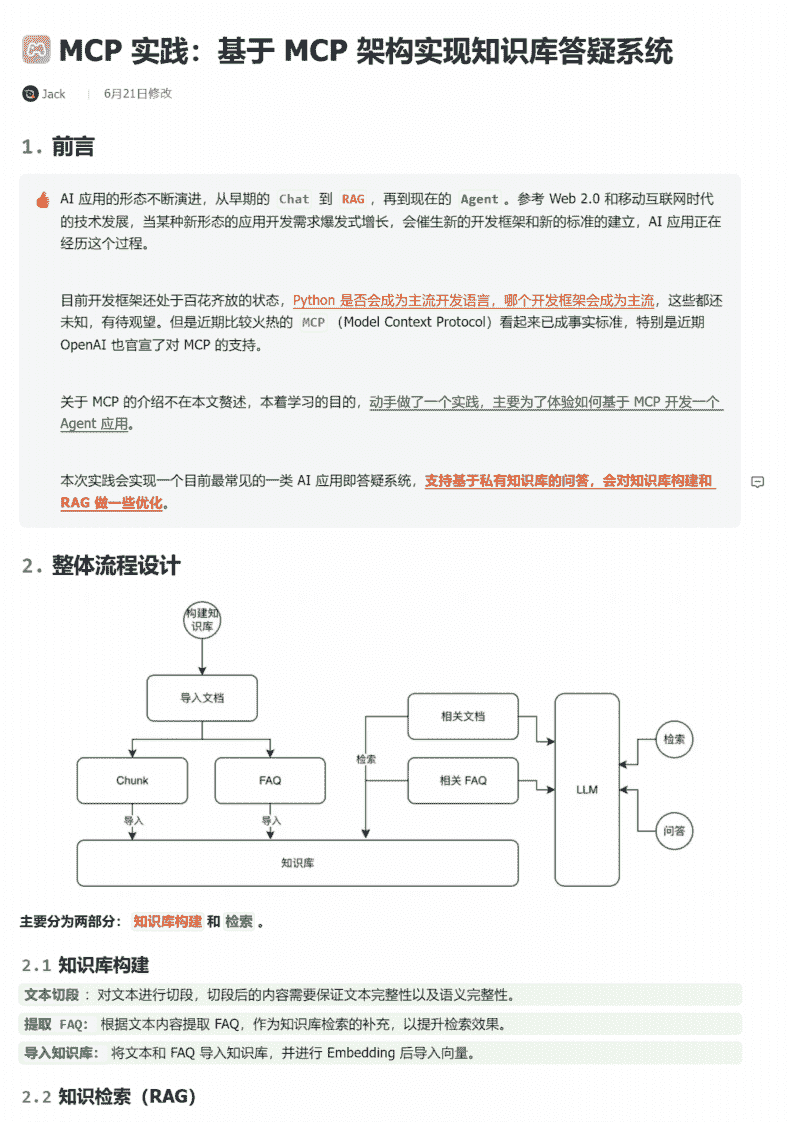 MCP 实践：基于 MCP 架构实现知识库答疑系统
Jack
6月21日修改
1. 前言
AI 应用的形态不断演进，从早期的 Chat 到 RAG ，再到现在的 Agent 。参考 Web 2.0 和移动互联网时代
的技术发展，当某种新形态的应用开发需求爆发式增长，会催生新的开发框架和新的标准的建立，AI 应用正在
经历这个过程。
目前开发框架还处于百花齐放的状态，Python 是否会成为主流开发语言，哪个开发框架会成为主流，这些都还
未知，有待观望。但是近期比较火热的 MCP （Model Context Protocol）看起来已成事实标准，特别是近期
OpenAI 也官宣了对 MCP 的支持。
关于 MCP 的介绍不在本文赘述，本着学习的目的，动手做了一个实践，主要为了体验如何基于 MCP 开发一个
Agent 应用。
本次实践会实现一个目前最常见的一类 AI 应用即答疑系统，支持基于私有知识库的问答，会对知识库构建和
RAG 做一些优化。
2. 整体流程设计
构建知
识库
导入文档
Chunk
FAQ
导入
导入
知识库
检索
相关文档
相关 FAQ
LLM
检索
问答
主要分为两部分： 知识库构建 和 检索 。
2.1 知识库构建
文本切段 ：对文本进行切段，切段后的内容需要保证文本完整性以及语义完整性。
提取 FAQ： 根据文本内容提取 FAQ，作为知识库检索的补充，以提升检索效果。
导入知识库： 将文本和 FAQ 导入知识库，并进行 Embedding 后导入向量。
2.2 知识检索（RAG）